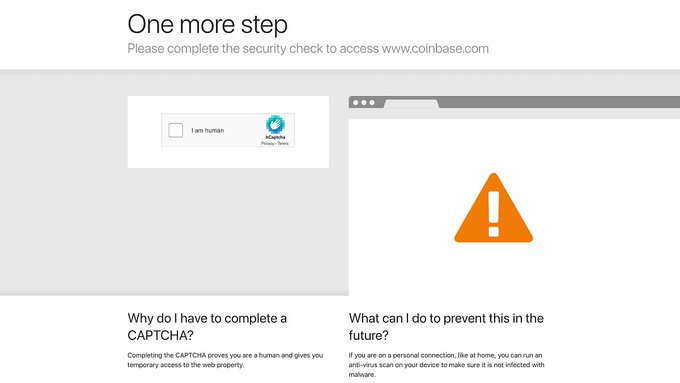 One more step
Please complete the security check to access www.coinbase.com
I am human
hCaptcha
Privacy - Terms
Why do I have to complete a
CAPTCHA?
Completing the CAPTCHA proves you are a human and gives you
temporary access to the web property.
What can I do to prevent this in the
future?
If you are on a personal connection, like at home, you can run an
anti-virus scan on your device to make sure it is not infected with
malware.